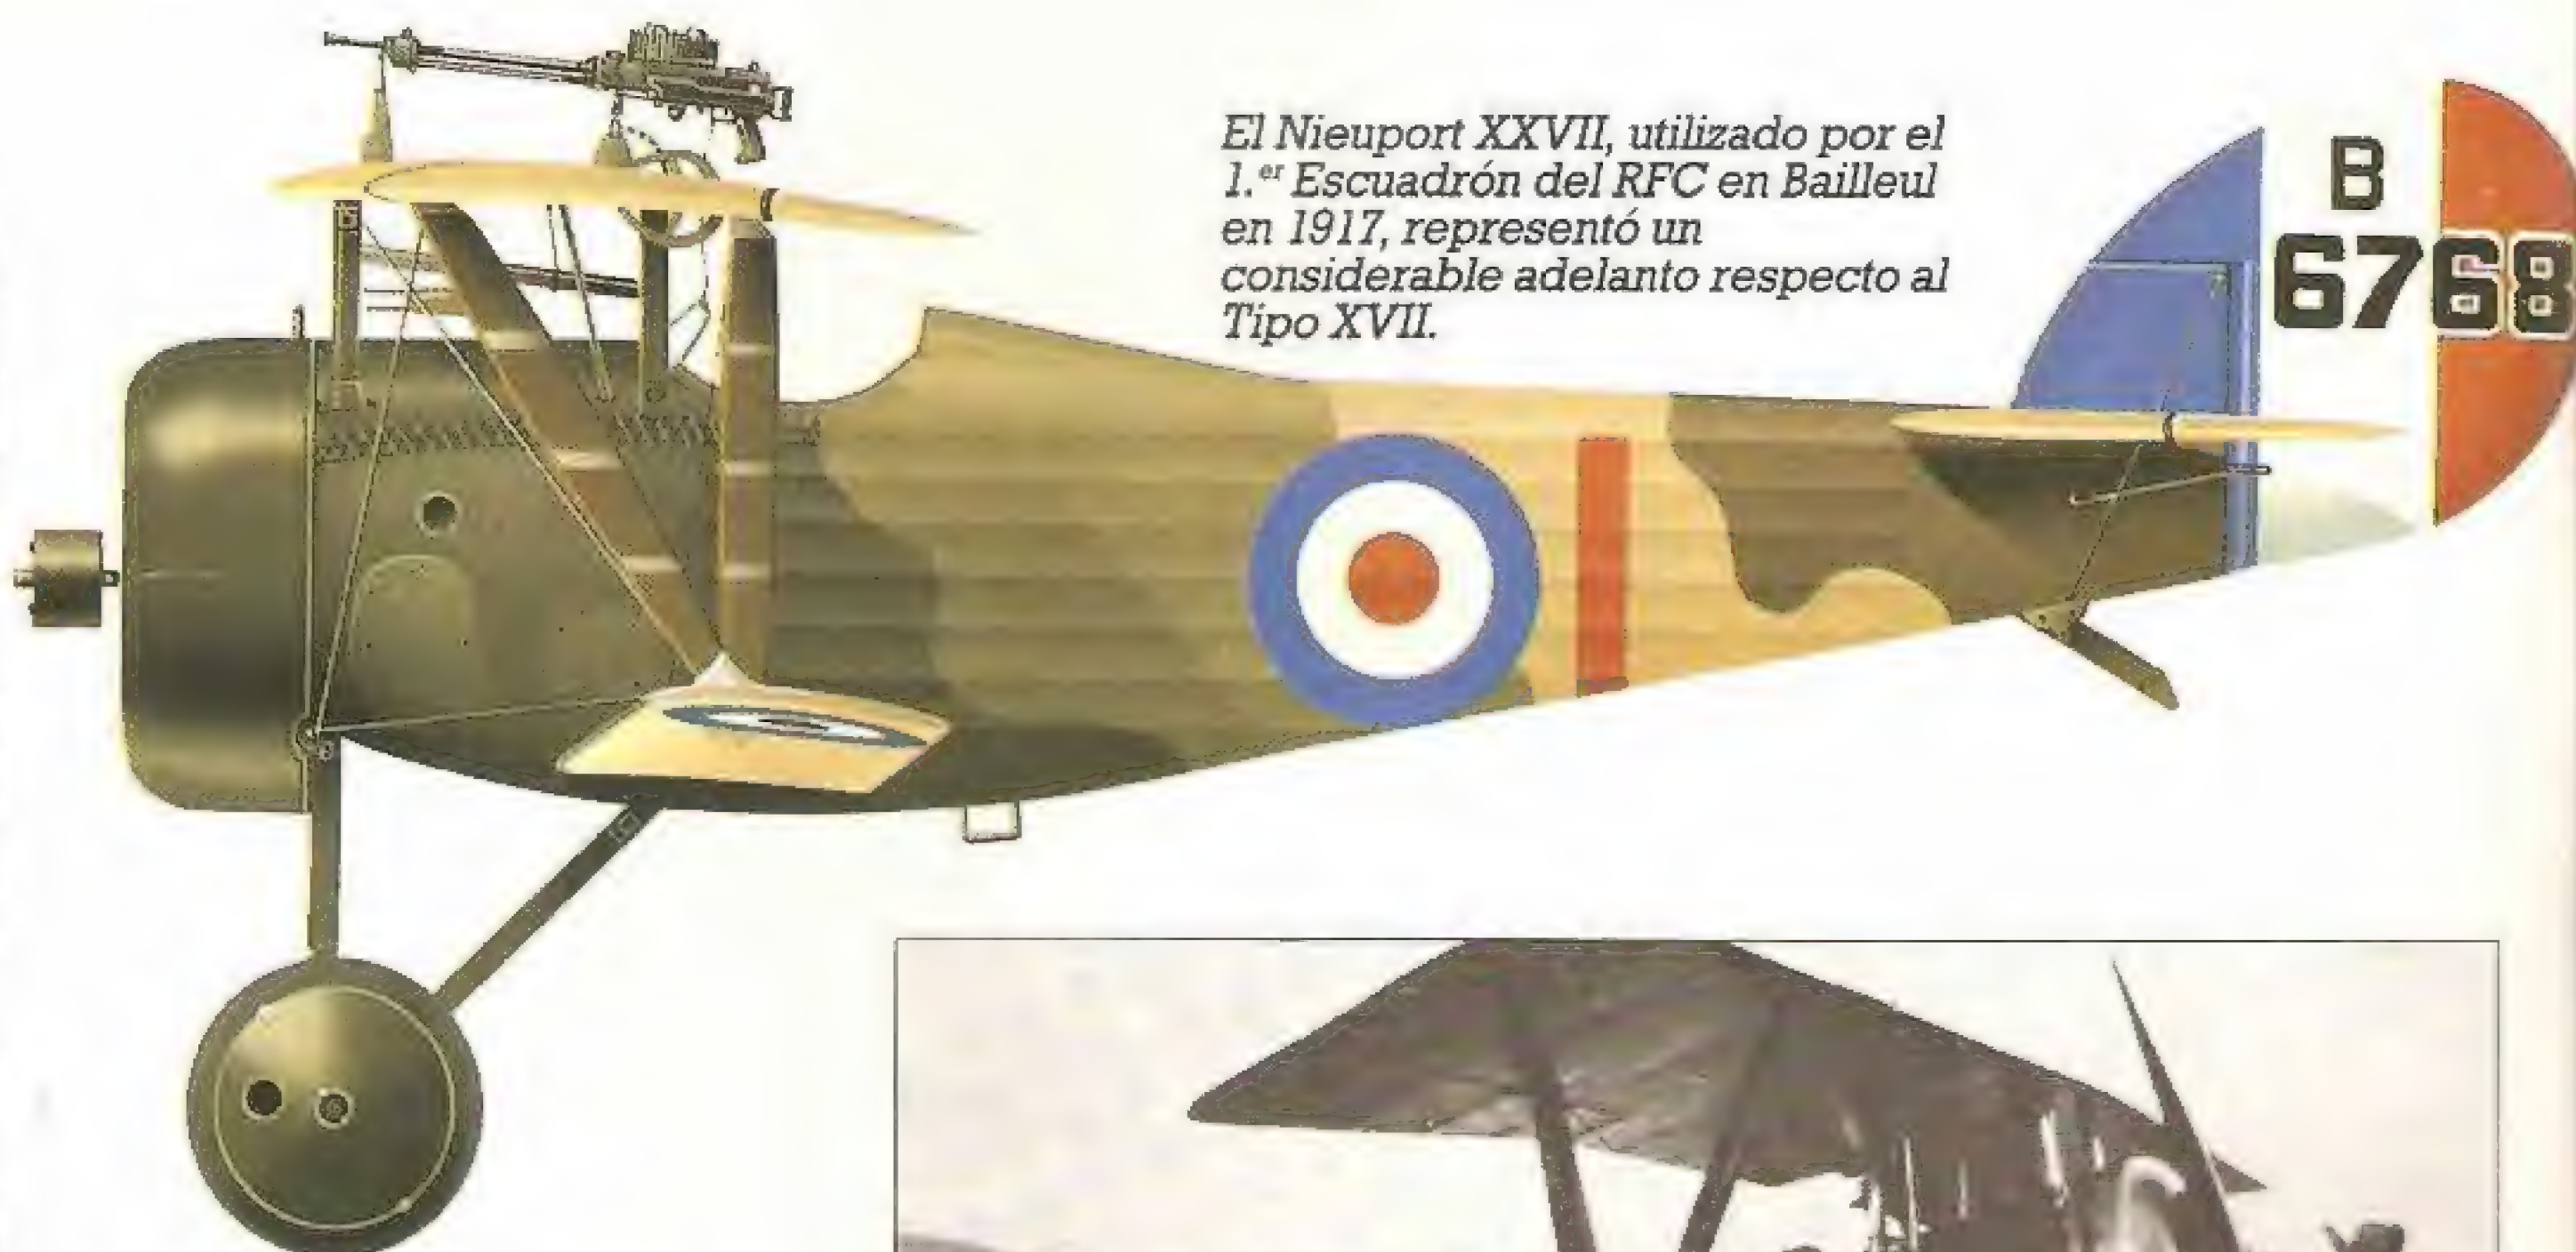 El Nieuport XXVII, utilizado por el
1.er Escuadrón del RFC en Bailleul
en 1917, representó un
considerable adelanto respecto al
Tipo XVII.
B
6768